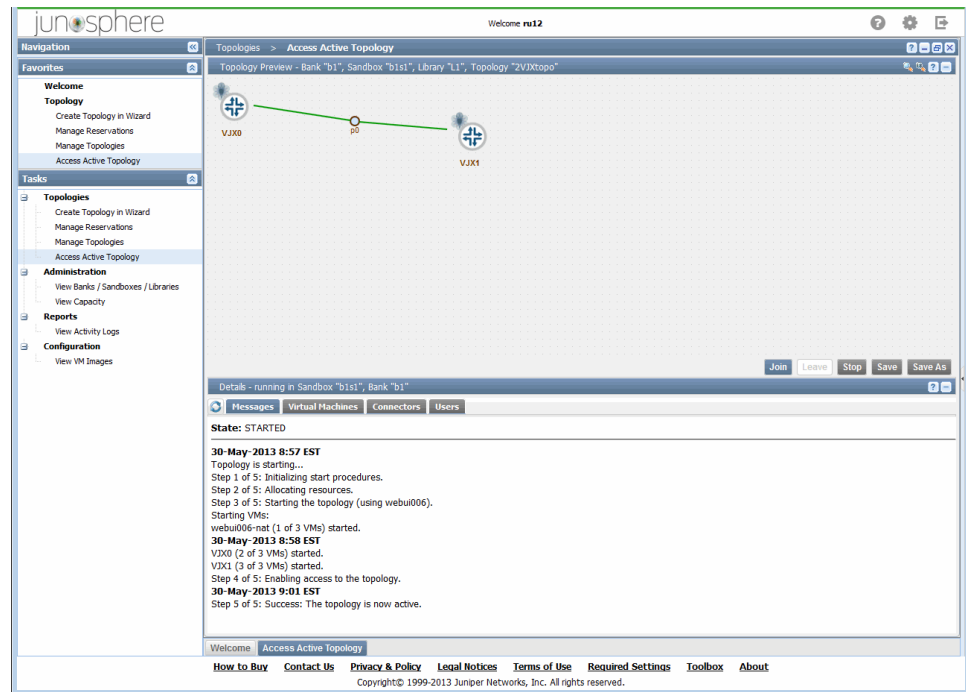 junosphere
Welcome ru12
Navigation
Favorites
Welcome
Topology
Create Topology in Wizard
Manage Reservations
Manage Topologies
Access Active Topology
Tasks
Topologies
Create Topology in Wizard
Manage Reservations
Manage Topologies
Access Active Topology
Administration
View Banks / Sandboxes / Libraries
View Capacity
Reports
View Activity Logs
Configuration
View VM Images
Topologies > Access Active Topology
Topology Preview - Bank "b1", Sandbox "b1s1", Library "L1", Topology "2VJXtopo"
VJX0
p0
VJX1
Join Leave Stop Save Save As
Details - running in Sandbox "b1s1", Bank "b1"
Messages Virtual Machines Connectors Users
State: STARTED
30-May-2013 8:57 EST
Topology is starting...
Step 1 of 5: Initializing start procedures.
Step 2 of 5: Allocating resources.
Step 3 of 5: Starting the topology (using webui006).
Starting VMs:
webui006-nat (1 of 3 VMs) started.
30-May-2013 8:58 EST
VJX0 (2 of 3 VMs) started.
VJX1 (3 of 3 VMs) started.
Step 4 of 5: Enabling access to the topology.
30-May-2013 9:01 EST
Step 5 of 5: Success: The topology is now active.
Welcome Access Active Topology
How to Buy Contact Us Privacy & Policy Legal Notices Terms of Use Required Settings Toolbox About
Copyright© 1999-2013 Juniper Networks, Inc. All rights reserved.